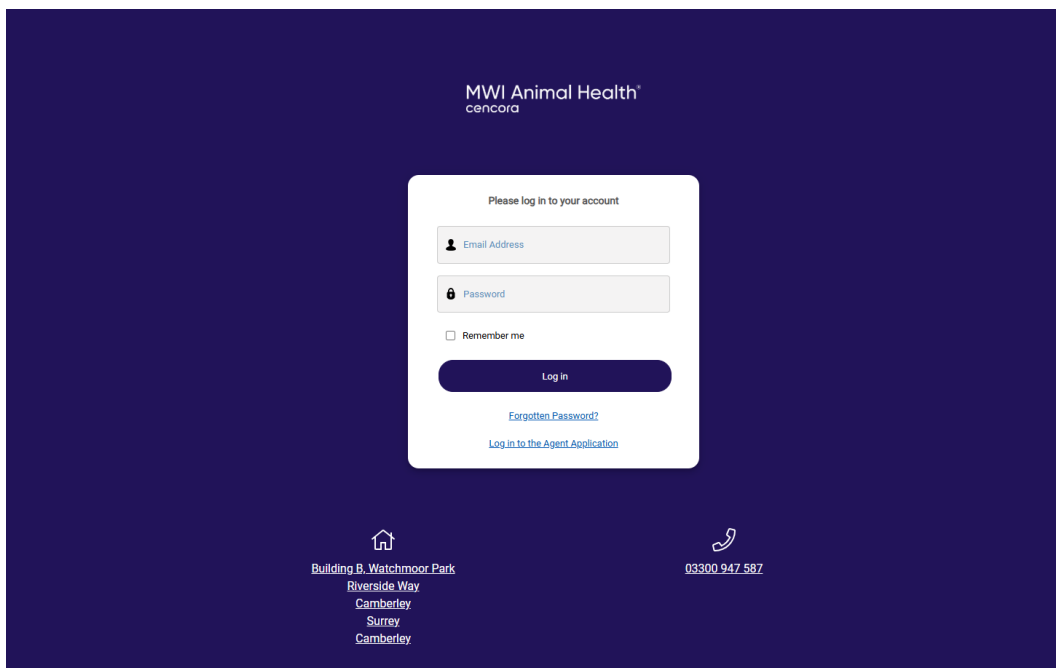 MWI Animal Health®
cencora
Please log in to your account
Email Address
Password
Remember me
Log in
Forgotten Password?
Log in to the Agent Application
Building B, Watchmoor Park
Riverside Way
Camberley
Surrey
Camberley
03300 947 587